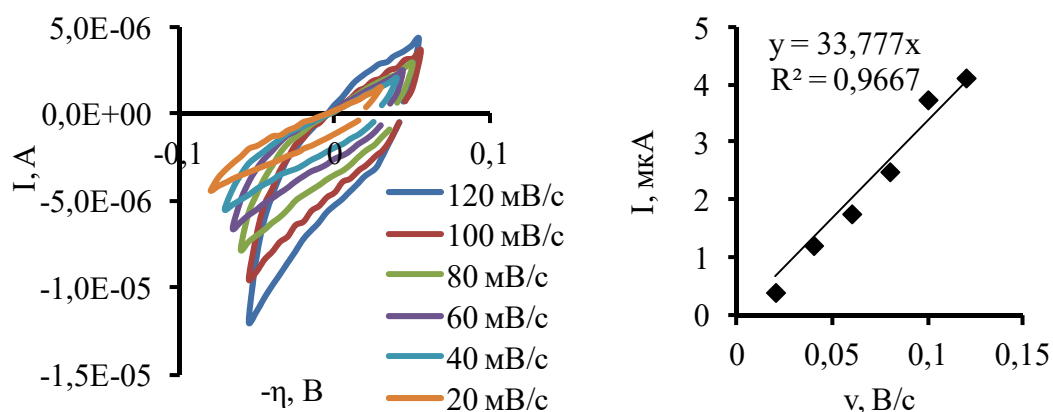 5,0E-06
0,0E+00
-5,0E-06
-1,0E-05
-1,5E-05
I,A
-0,1
0
0,1
-η, В
120 мВ/с
100 мВ/с
80 мВ/с
60 мВ/с
40 мВ/с
20 мВ/с
y = 33,777x
R² = 0,9667
5
4
3
2
1
0
I, мкА
0
0,05
0,1
0,15
v, В/с